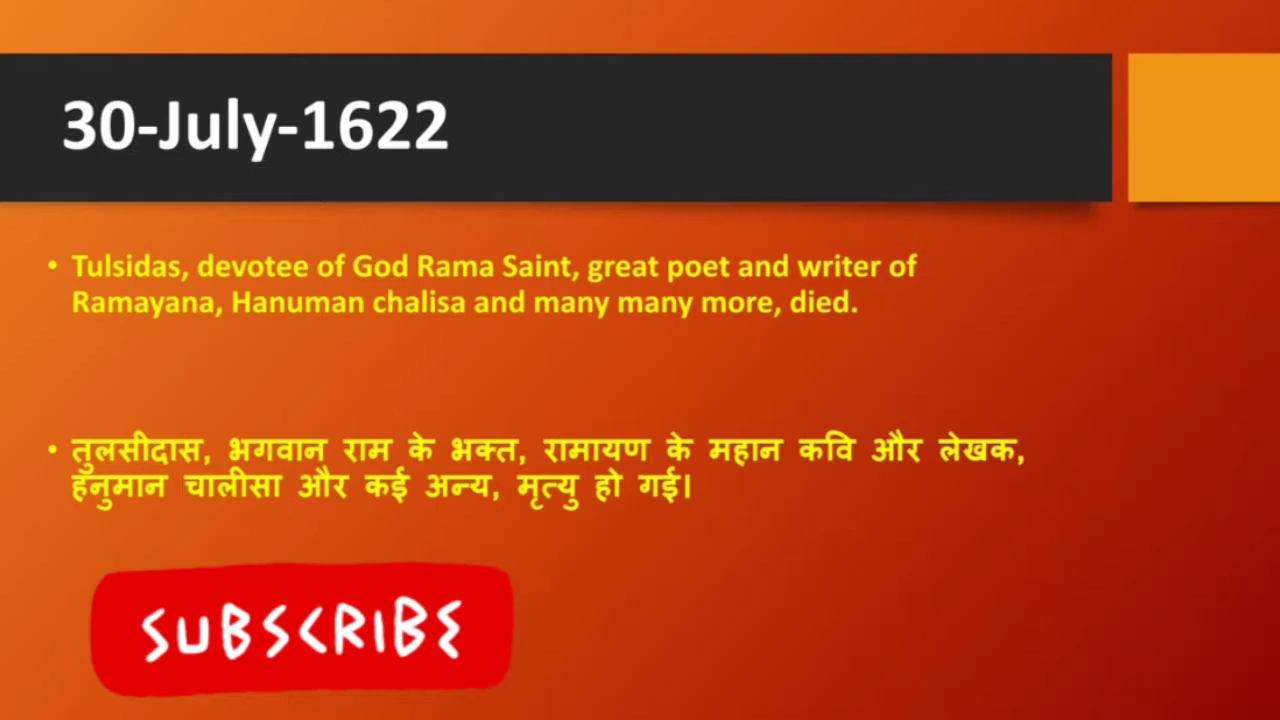 30-July-1622
• Tulsidas, devotee of God Rama Saint, great poet and writer of
Ramayana, Hanuman chalisa and many many more, died.
• तुलसीदास, भगवान राम के भक्त, रामायण के महान कवि और लेखक,
हनुमान चालीसा और कई अन्य, मृत्यु हो गई।
SUBSCRIBE